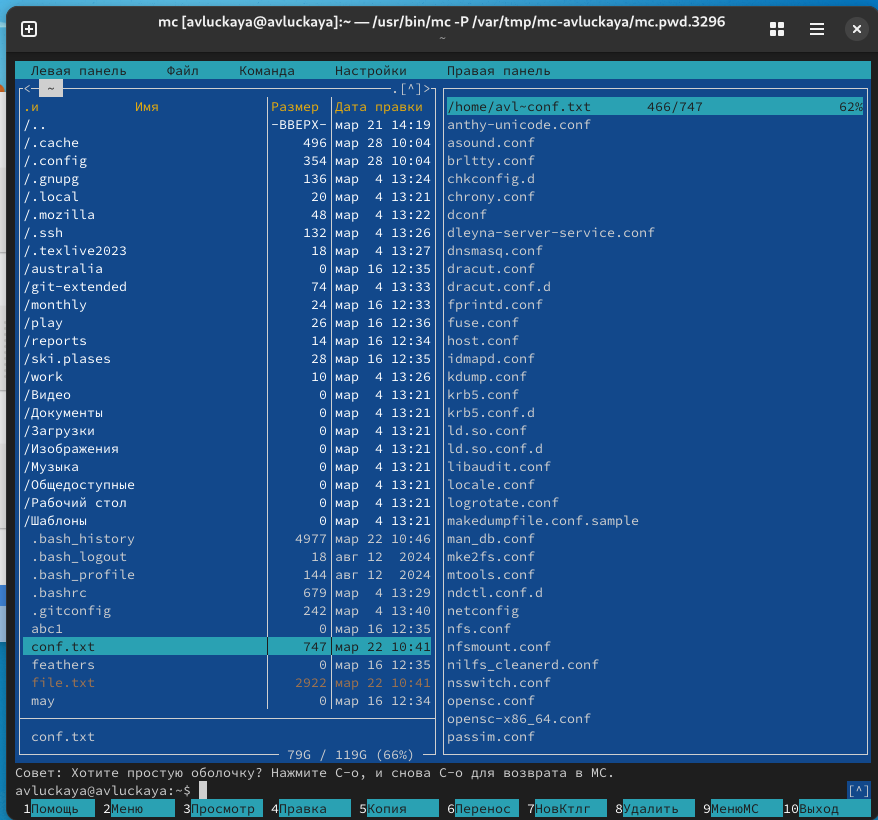 mc [avluckaya@avluckaya]:~ — /usr/bin/mc -P /var/tmp/mc-avluckaya/mc.pwd.3296
~
Левая панель Файл Команда Настройки Правая панель
<─ ~ ─.[^]>
.и Имя Размер Дата правки
/.. -ВВЕРХ- мар 21 14:19
/.cache 496 мар 28 10:04
/.config 354 мар 28 10:04
/.gnupg 136 мар 4 13:24
/.local 20 мар 4 13:21
/.mozilla 48 мар 4 13:22
/.ssh 132 мар 4 13:26
/.texlive2023 18 мар 4 13:27
/australia 0 мар 16 12:35
/git-extended 74 мар 4 13:33
/monthly 24 мар 16 12:33
/play 26 мар 16 12:36
/reports 14 мар 16 12:34
/ski.plases 28 мар 16 12:35
/work 10 мар 4 13:26
/Видео 0 мар 4 13:21
/Документы 0 мар 4 13:21
/Загрузки 0 мар 4 13:21
/Изображения 0 мар 4 13:21
/Музыка 0 мар 4 13:21
/Общедоступные 0 мар 4 13:21
/Рабочий стол 0 мар 4 13:21
/Шаблоны 0 мар 4 13:21
.bash_history 4977 мар 22 10:46
.bash_logout 18 авг 12 2024
.bash_profile 144 авг 12 2024
.bashrc 679 мар 4 13:29
.gitconfig 242 мар 4 13:40
abc1 0 мар 16 12:35
conf.txt 747 мар 22 10:41
feathers 0 мар 16 12:35
file.txt 2922 мар 22 10:41
may 0 мар 16 12:34
conf.txt
79G / 119G (66%)
/home/avl~conf.txt 466/747 62%
anthy-unicode.conf
asound.conf
brltty.conf
chkconfig.d
chrony.conf
dconf
dleyna-server-service.conf
dnsmasq.conf
dracut.conf
dracut.conf.d
fprintd.conf
fuse.conf
host.conf
idmapd.conf
kdump.conf
krb5.conf
krb5.conf.d
ld.so.conf
ld.so.conf.d
libaudit.conf
locale.conf
logrotate.conf
makedumpfile.conf.sample
man_db.conf
mke2fs.conf
mtools.conf
ndctl.conf.d
netconfig
nfs.conf
nfsmount.conf
nilfs_cleanerd.conf
nsswitch.conf
opensc.conf
opensc-x86_64.conf
passim.conf
Совет: Хотите простую оболочку? Нажмите C-o, и снова C-o для возврата в MC.
avluckaya@avluckaya:~$ [^]
1Помощь 2Меню 3Просмотр 4Правка 5Копия 6Перенос 7НовКтлг 8Удалить 9МенюMC 10Выход